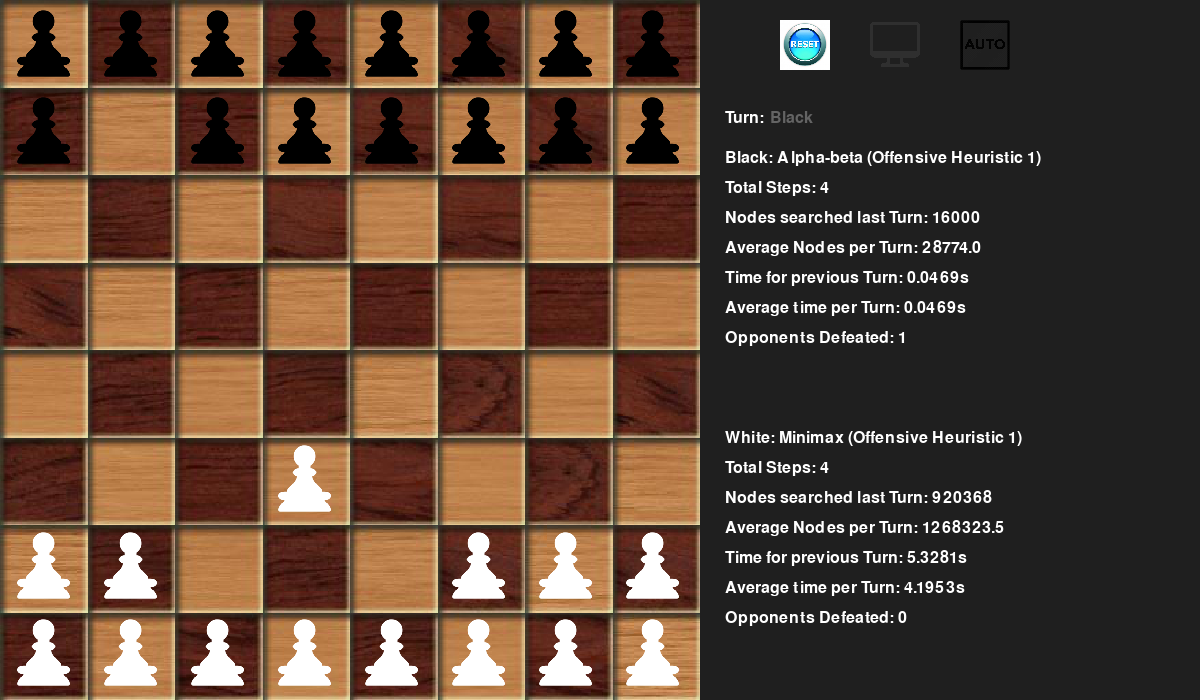 RESET
AUTO
Turn: Black
Black: Alpha-beta (Offensive Heuristic 1)
Total Steps: 4
Nodes searched last Turn: 16000
Average Nodes per Turn: 28774.0
Time for previous Turn: 0.0469s
Average time per Turn: 0.0469s
Opponents Defeated: 1
White: Minimax (Offensive Heuristic 1)
Total Steps: 4
Nodes searched last Turn: 920368
Average Nodes per Turn: 1268323.5
Time for previous Turn: 5.3281s
Average time per Turn: 4.1953s
Opponents Defeated: 0